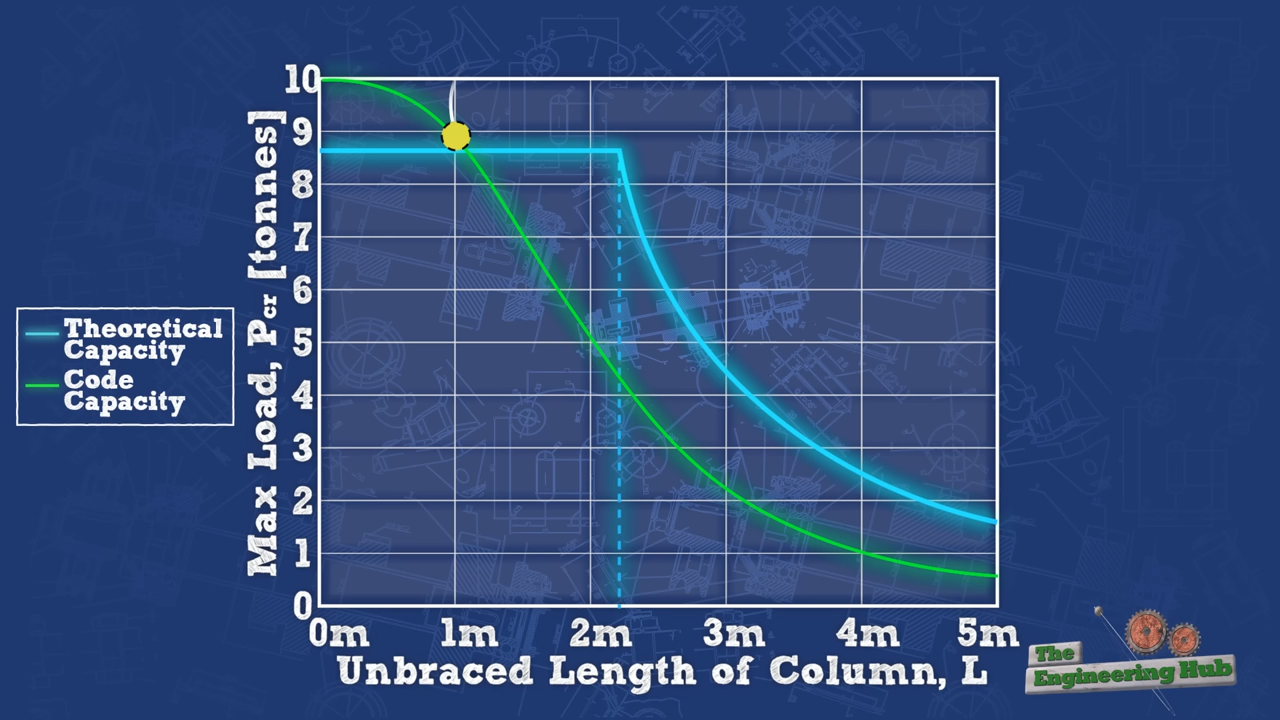 10
9
8
7
6
5
4
3
2
1
0
Max Load, Pcr [tonnes]
Theoretical
Capacity
Code
Capacity
0m 1m 2m 3m 4m 5m
Unbraced Length of Column, L
The
Engineering Hub